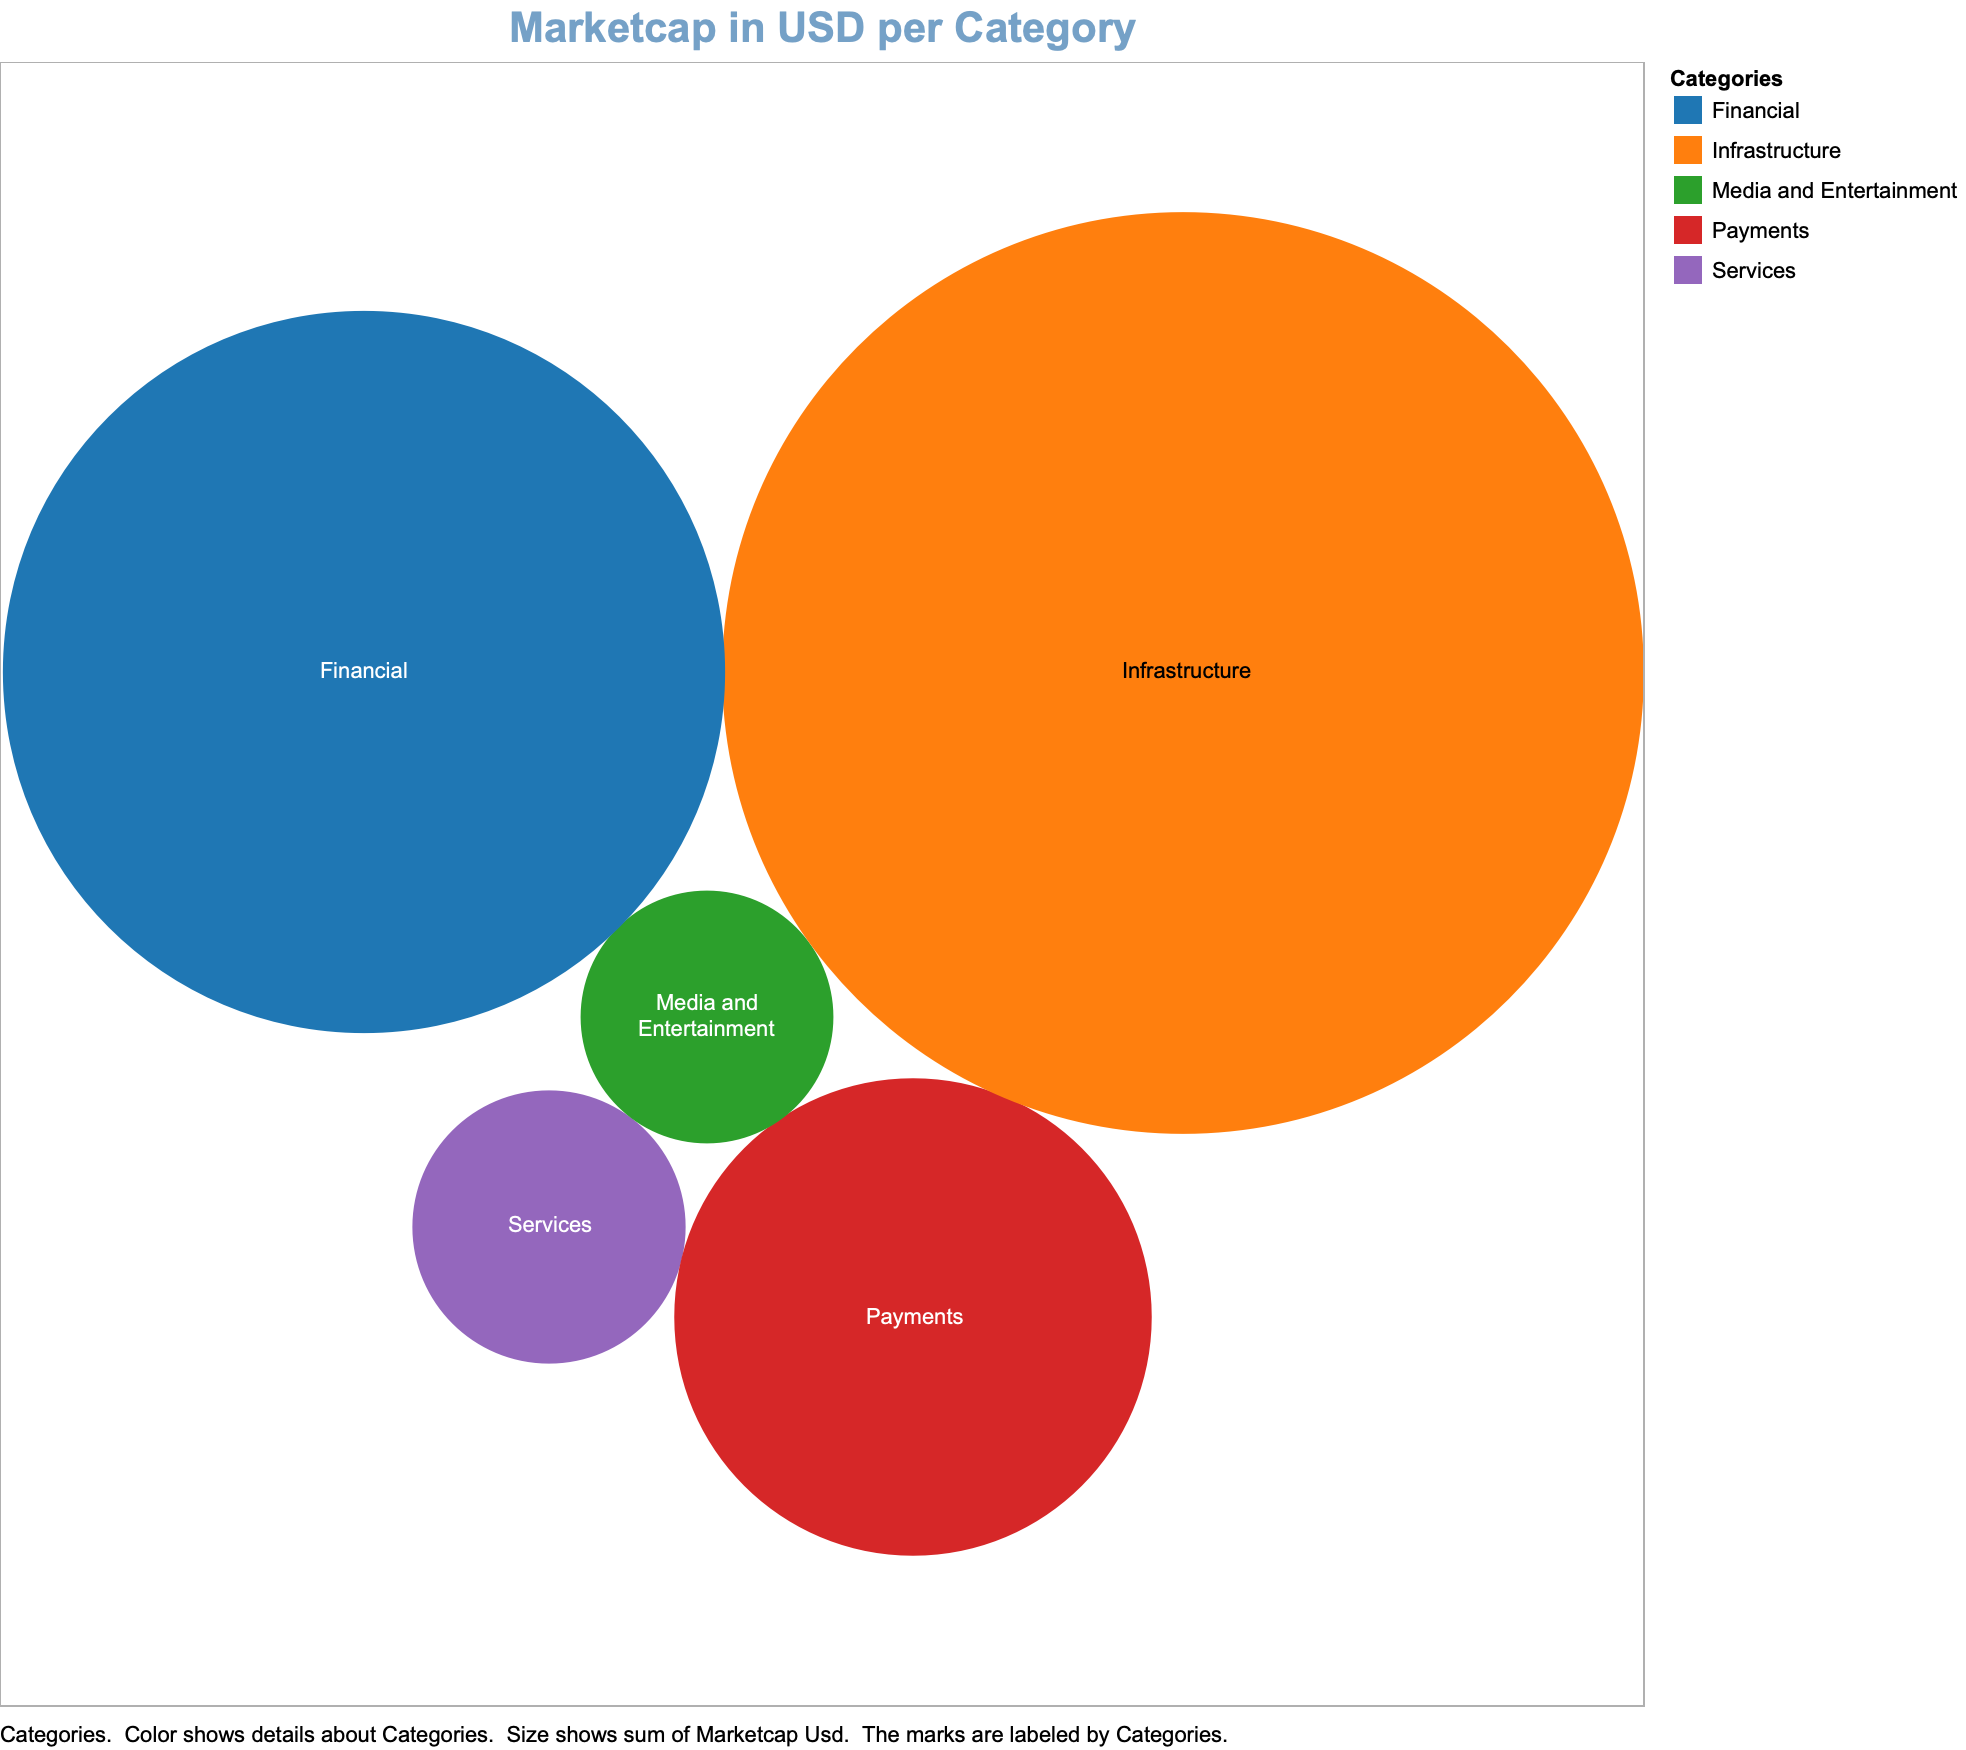 Marketcap in USD per Category
Categories
Financial
Infrastructure
Media and Entertainment
Payments
Services
Financial
Infrastructure
Media and
Entertainment
Services
Payments
Categories.  Color shows details about Categories.  Size shows sum of Marketcap Usd.  The marks are labeled by Categories.